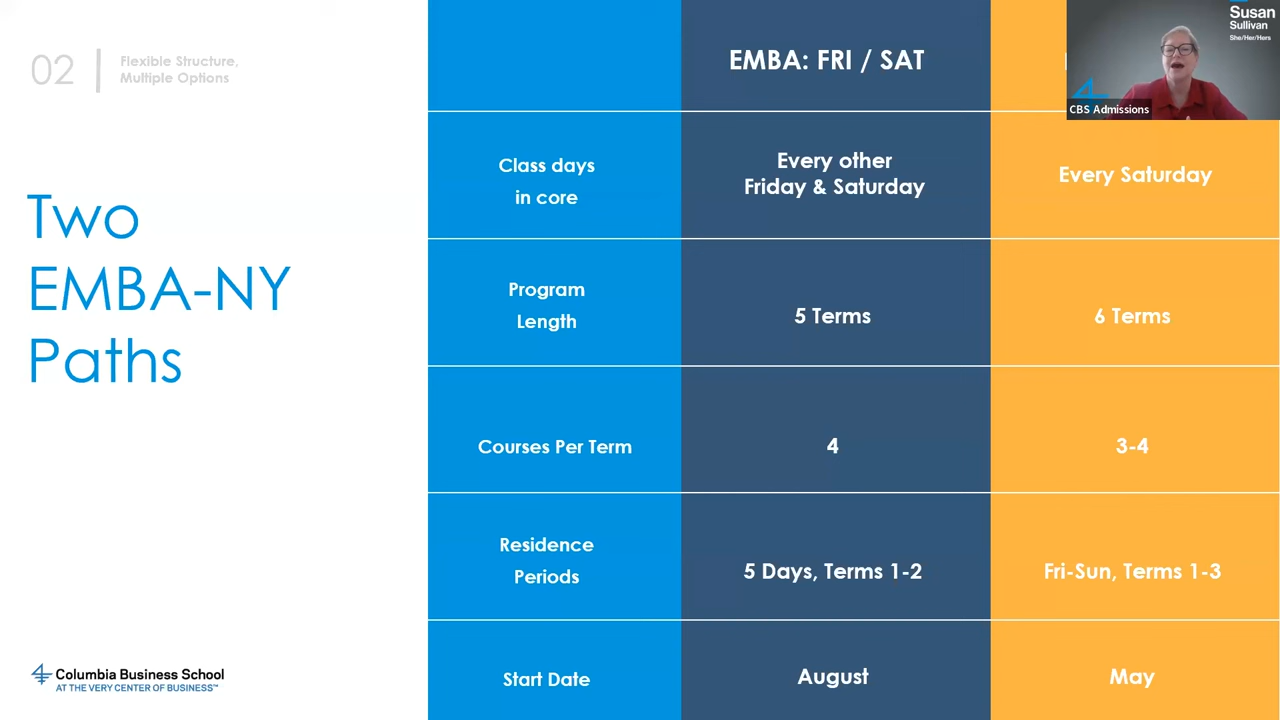 02
Flexible Structure,
Multiple Options
Two
EMBA-NY
Paths
EMBA: FRI / SAT
Class days
in core
Every other
Friday & Saturday
Every Saturday
Program
Length
5 Terms
6 Terms
Courses Per Term
4
3-4
Residence
Periods
5 Days, Terms 1-2
Fri-Sun, Terms 1-3
Start Date
August
May
Columbia Business School
AT THE VERY CENTER OF BUSINESS™
Susan
Sullivan
She/Her/Hers
CBS Admissions